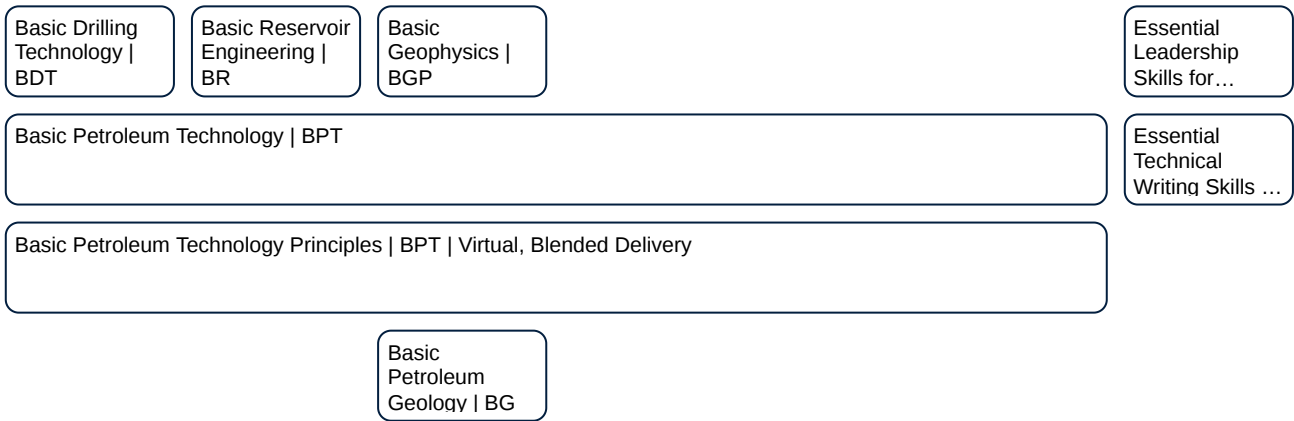 Basic Drilling
Technology |
BDT
Basic Reservoir
Engineering |
BR
Basic
Geophysics |
BGP
Essential
Leadership
Skills for…
Basic Petroleum Technology | BPT
Essential
Technical
Writing Skills …
Basic Petroleum Technology Principles | BPT | Virtual, Blended Delivery
Basic
Petroleum
Geology | BG